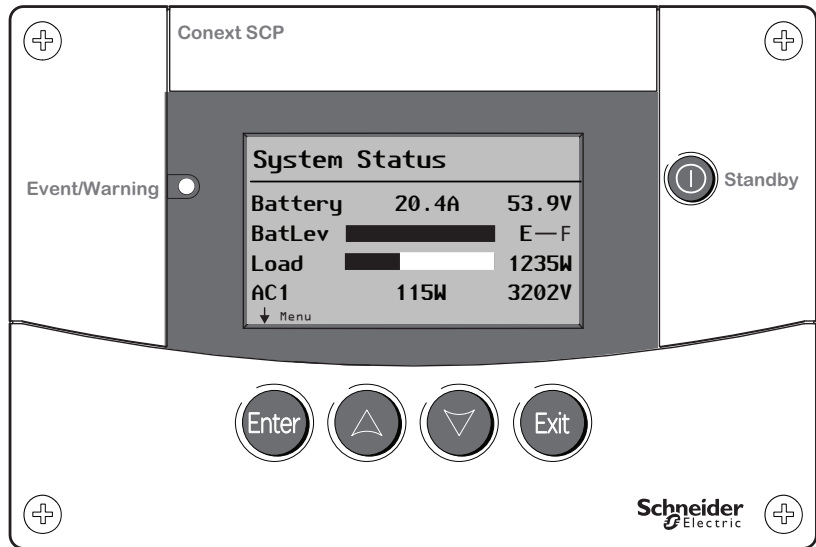 Conext SCP
Event/Warning
Standby
System Status
Battery 20.4A 53.9V
BatLev E—F
Load 1235W
AC1 115W 3202V
Menu
Enter
Exit
Schneider
Electric